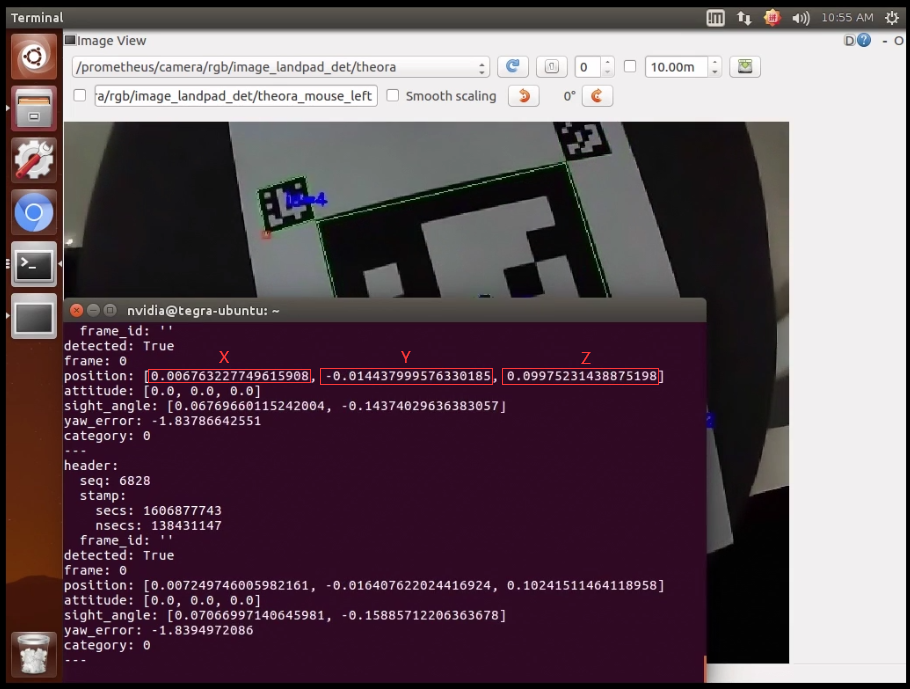 Terminal
10:55 AM
Image View
D ? - O
/prometheus/camera/rgb/image_landpad_det/theora
0
10.00m
a/rgb/image_landpad_det/theora_mouse_left
Smooth scaling
0°
nvidia@tegra-ubuntu: ~
frame_id: ''
detected: True
frame: 0
X Y Z
position: [0.006763227749615908, -0.014437999576330185, 0.09975231438875198]
attitude: [0.0, 0.0, 0.0]
sight_angle: [0.06769660115242004, -0.14374029636383057]
yaw_error: -1.83786642551
category: 0
---
header:
seq: 6828
stamp:
secs: 1606877743
nsecs: 138431147
frame_id: ''
detected: True
frame: 0
position: [0.0072497460059821​61, -0.016407622024416924, 0.10241511464118958]
attitude: [0.0, 0.0, 0.0]
sight_angle: [0.07066997140645981, -0.15885712206363678]
yaw_error: -1.8394972086
category: 0
---